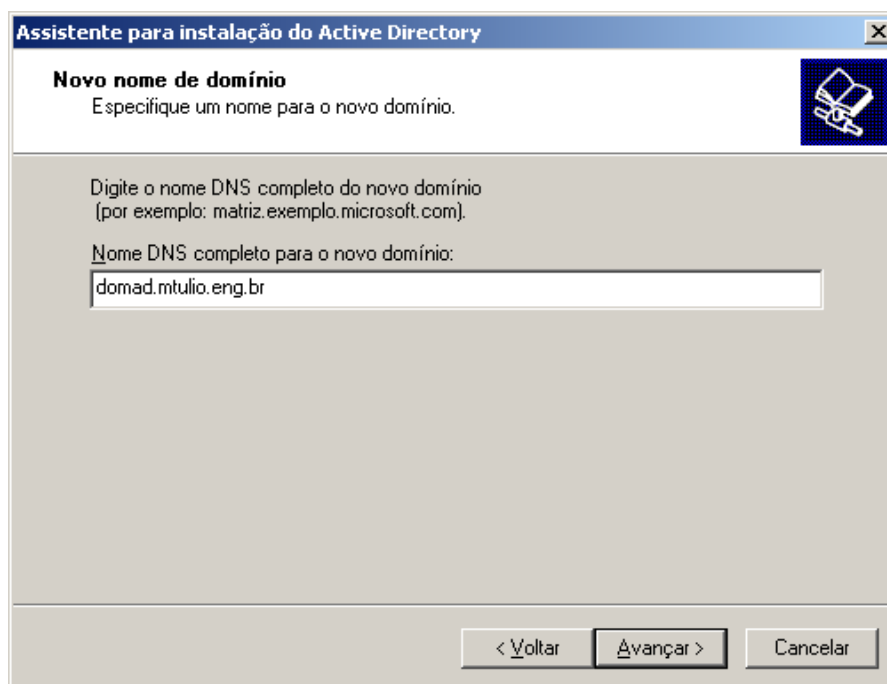 Assistente para instalação do Active Directory
Novo nome de domínio
Especifique um nome para o novo domínio.
Digite o nome DNS completo do novo domínio
(por exemplo: matriz.exemplo.microsoft.com).
Nome DNS completo para o novo domínio:
domad.mtulio.eng.br
< Voltar Avançar > Cancelar